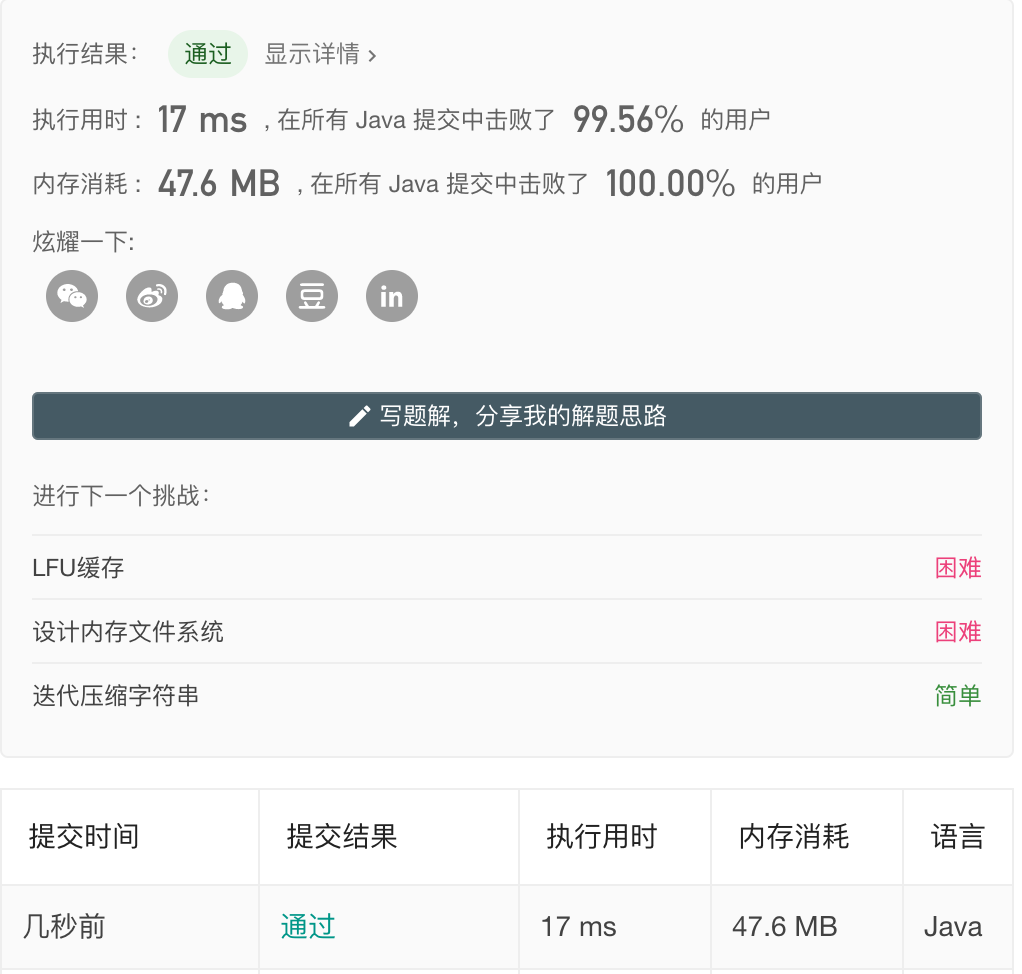 执行结果： 通过 显示详情 ›
执行用时 : 17 ms , 在所有 Java 提交中击败了 99.56% 的用户
内存消耗 : 47.6 MB , 在所有 Java 提交中击败了 100.00% 的用户
炫耀一下:
豆 in
写题解，分享我的解题思路
进行下一个挑战：
LFU缓存 困难
设计内存文件系统 困难
迭代压缩字符串 简单
提交时间 提交结果 执行用时 内存消耗 语言
几秒前 通过 17 ms 47.6 MB Java